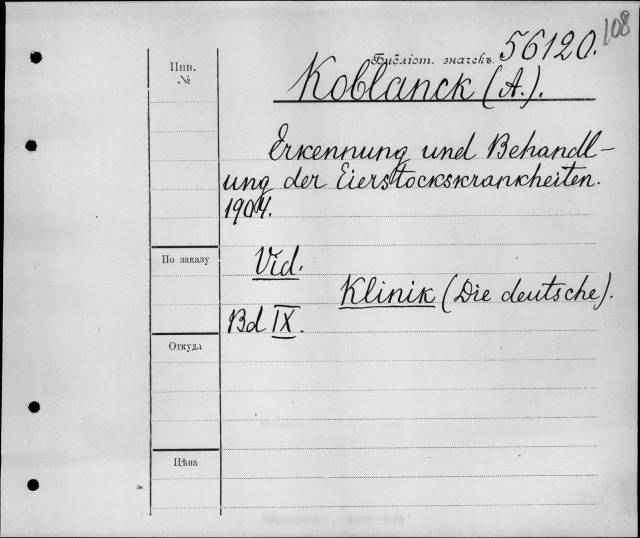 108
Библіот. значекъ. 56120.
Инв.
№
Koblanck (A.).
Erkennung und Behandl-
ung der Eierstockskrankheiten.
1904.
По заказу
Vid.
Klinik (Die deutsche).
Bd IX.
Откуда
Цѣна